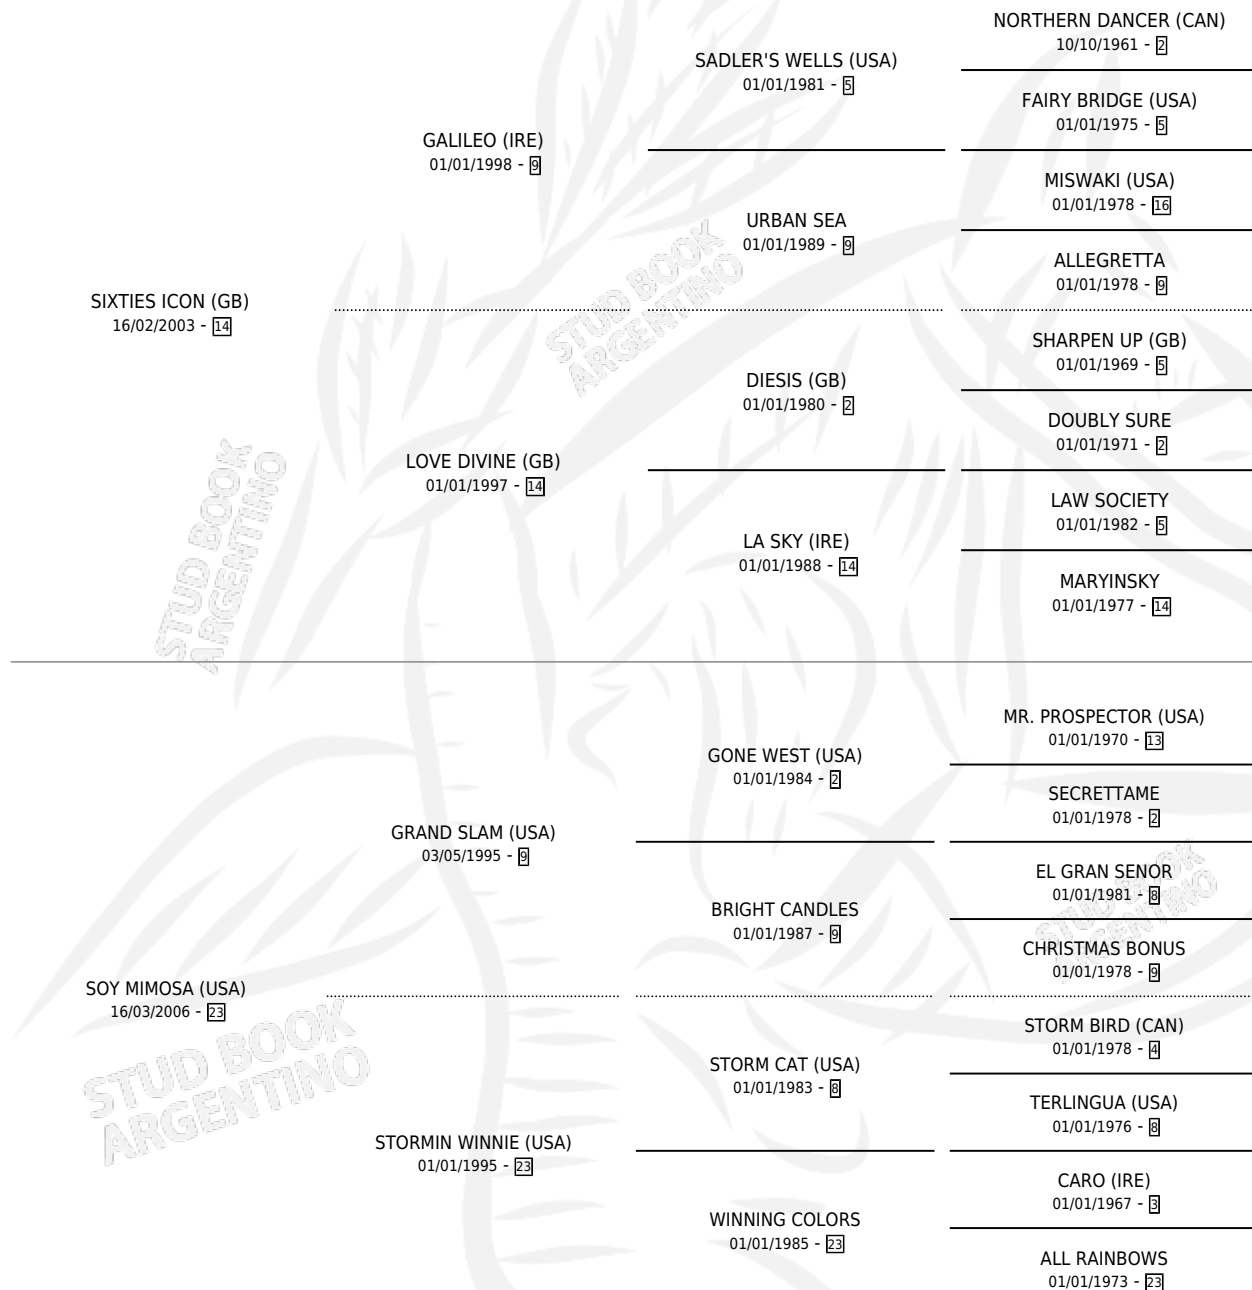 NORTHERN DANCER (CAN)
10/10/1961 - 2
SADLER'S WELLS (USA)
01/01/1981 - 5
FAIRY BRIDGE (USA)
01/01/1975 - 5
GALILEO (IRE)
01/01/1998 - 9
MISWAKI (USA)
01/01/1978 - 16
URBAN SEA
01/01/1989 - 9
ALLEGRETTA
01/01/1978 - 9
SIXTIES ICON (GB)
16/02/2003 - 14
SHARPEN UP (GB)
01/01/1969 - 5
DIESIS (GB)
01/01/1980 - 2
DOUBLY SURE
01/01/1971 - 2
LOVE DIVINE (GB)
01/01/1997 - 14
LAW SOCIETY
01/01/1982 - 5
LA SKY (IRE)
01/01/1988 - 14
MARYINSKY
01/01/1977 - 14
STUD BOOK
ARGENTINO
STUD BOOK
ARGENTINO
MR. PROSPECTOR (USA)
01/01/1970 - 13
GONE WEST (USA)
01/01/1984 - 2
SECRETTAME
01/01/1978 - 2
GRAND SLAM (USA)
03/05/1995 - 9
EL GRAN SENOR
01/01/1981 - 8
BRIGHT CANDLES
01/01/1987 - 9
CHRISTMAS BONUS
01/01/1978 - 9
STUD BOOK
ARGENTINO
SOY MIMOSA (USA)
16/03/2006 - 23
STORM BIRD (CAN)
01/01/1978 - 4
STORM CAT (USA)
01/01/1983 - 8
TERLINGUA (USA)
01/01/1976 - 8
STUD BOOK
ARGENTINO
STORMIN WINNIE (USA)
01/01/1995 - 23
CARO (IRE)
01/01/1967 - 3
WINNING COLORS
01/01/1985 - 23
ALL RAINBOWS
01/01/1973 - 23